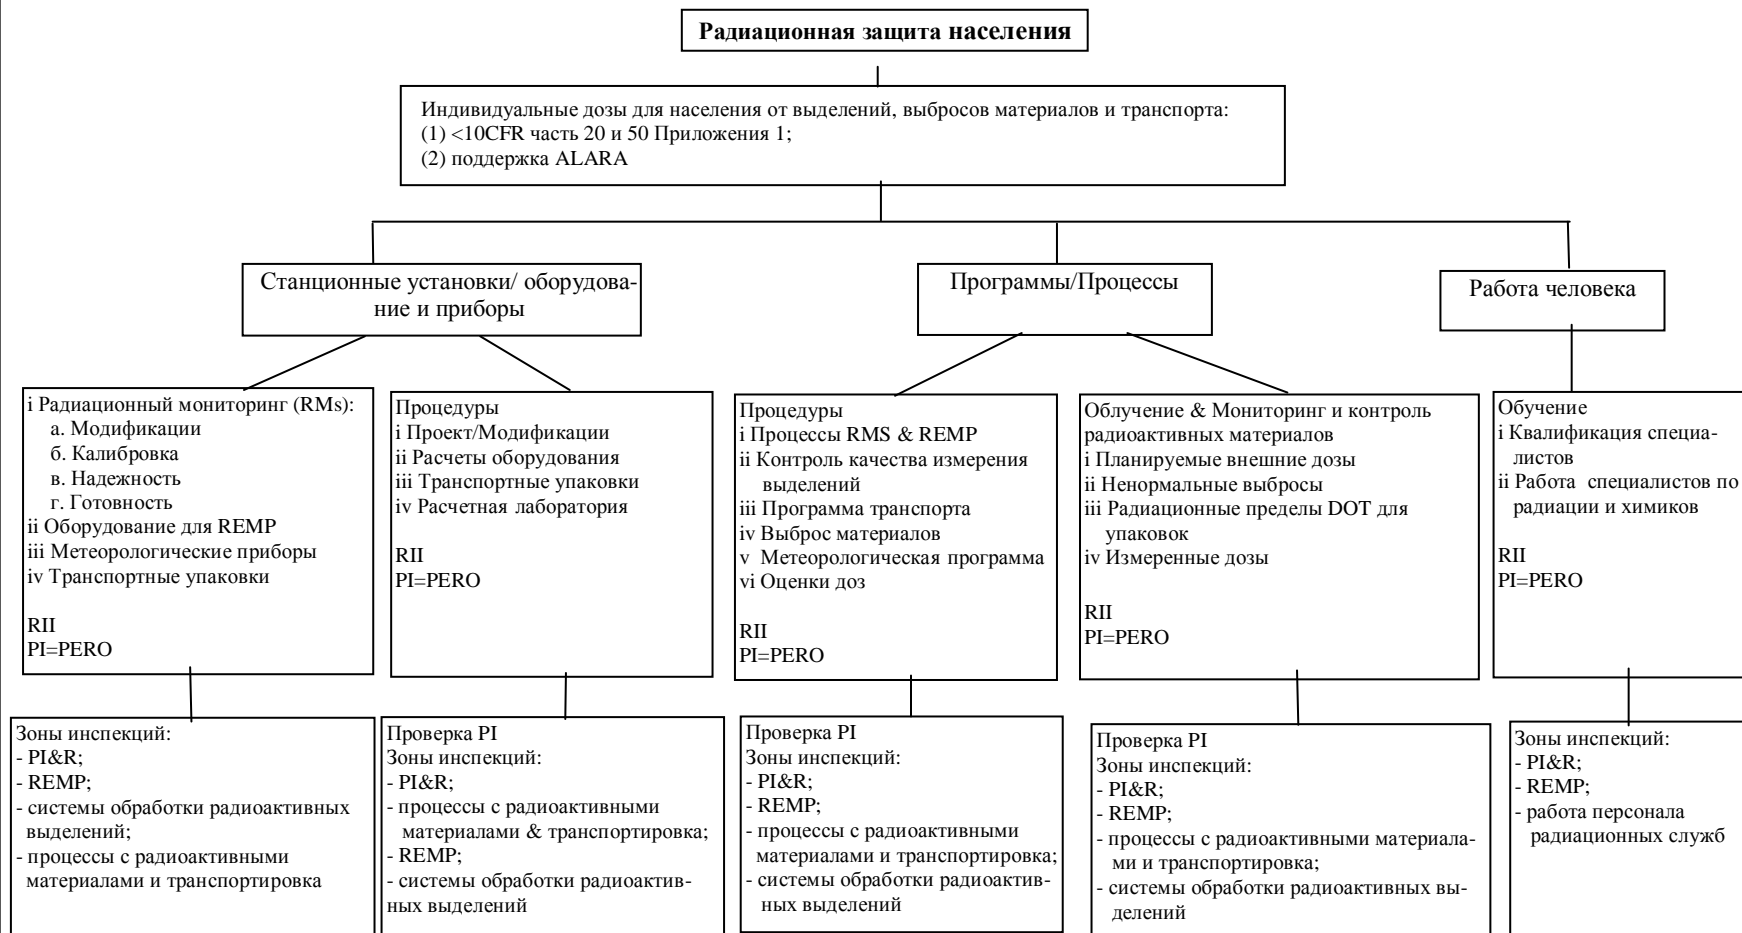 Радиационная защита населения
Индивидуальные дозы для населения от выделений, выбросов материалов и транспорта:
(1) <10CFR часть 20 и 50 Приложения 1;
(2) поддержка ALARA
Станционные установки/ оборудова-
ние и приборы
Программы/Процессы
Работа человека
i Радиационный мониторинг (RMs):
а. Модификации
б. Калибровка
в. Надежность
г. Готовность
ii Оборудование для REMP
iii Метеорологические приборы
iv Транспортные упаковки
RII
PI=PERO
Процедуры
i Проект/Модификации
ii Расчеты оборудования
iii Транспортные упаковки
iv Расчетная лаборатория
RII
PI=PERO
Процедуры
i Процессы RMS & REMP
ii Контроль качества измерения
выделений
iii Программа транспорта
iv Выброс материалов
v Метеорологическая программа
vi Оценки доз
RII
PI=PERO
Облучение & Мониторинг и контроль
радиоактивных материалов
i Планируемые внешние дозы
ii Ненормальные выбросы
iii Радиационные пределы DOT для
упаковок
iv Измеренные дозы
RII
PI=PERO
Обучение
i Квалификация специа-
листов
ii Работа специалистов по
радиации и химиков
RII
PI=PERO
Зоны инспекций:
- PI&R;
- REMP;
- системы обработки радиоактивных
выделений;
- процессы с радиоактивными
материалами и транспортировка
Проверка PI
Зоны инспекций:
- PI&R;
- процессы с радиоактивными
материалами & транспортировка;
- REMP;
- системы обработки радиоактив-
ных выделений
Проверка PI
Зоны инспекций:
- PI&R;
- REMP;
- процессы с радиоактивными
материалами и транспортировка;
- системы обработки радиоактив-
ных выделений
Проверка PI
Зоны инспекций:
- PI&R;
- REMP;
- процессы с радиоактивными материала-
ми и транспортировка;
- системы обработки радиоактивных вы-
делений
Зоны инспекций:
- PI&R;
- REMP;
- работа персонала
радиационных служб